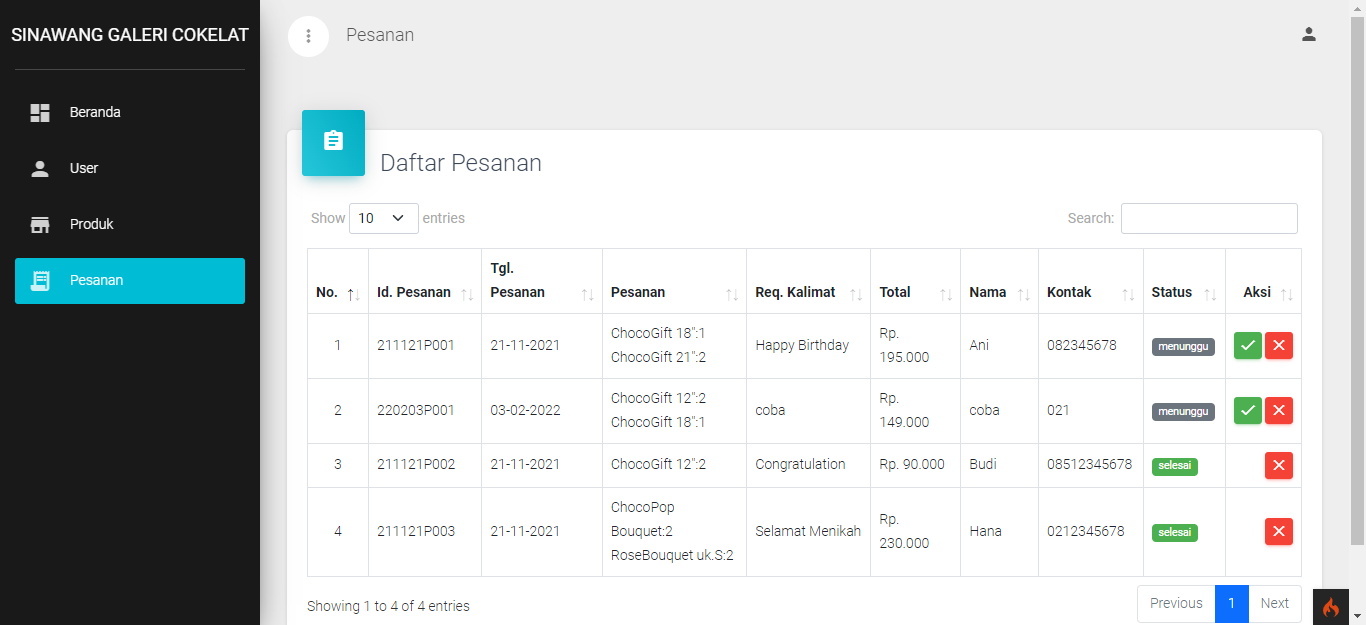 SINAWANG GALERI COKELAT
Beranda
User
Produk
Pesanan
Pesanan
Daftar Pesanan
Show 10 entries
Search:
No. Id. Pesanan Tgl. Pesanan Pesanan Req. Kalimat Total Nama Kontak Status Aksi
1 211121P001 21-11-2021 ChocoGift 18":1 ChocoGift 21":2 Happy Birthday Rp. 195.000 Ani 082345678 menunggu
2 220203P001 03-02-2022 ChocoGift 12":2 ChocoGift 18":1 coba Rp. 149.000 coba 021 menunggu
3 211121P002 21-11-2021 ChocoGift 12":2 Congratulation Rp. 90.000 Budi 08512345678 selesai
4 211121P003 21-11-2021 ChocoPop Bouquet:2 RoseBouquet uk.S:2 Selamat Menikah Rp. 230.000 Hana 0212345678 selesai
Showing 1 to 4 of 4 entries
Previous 1 Next